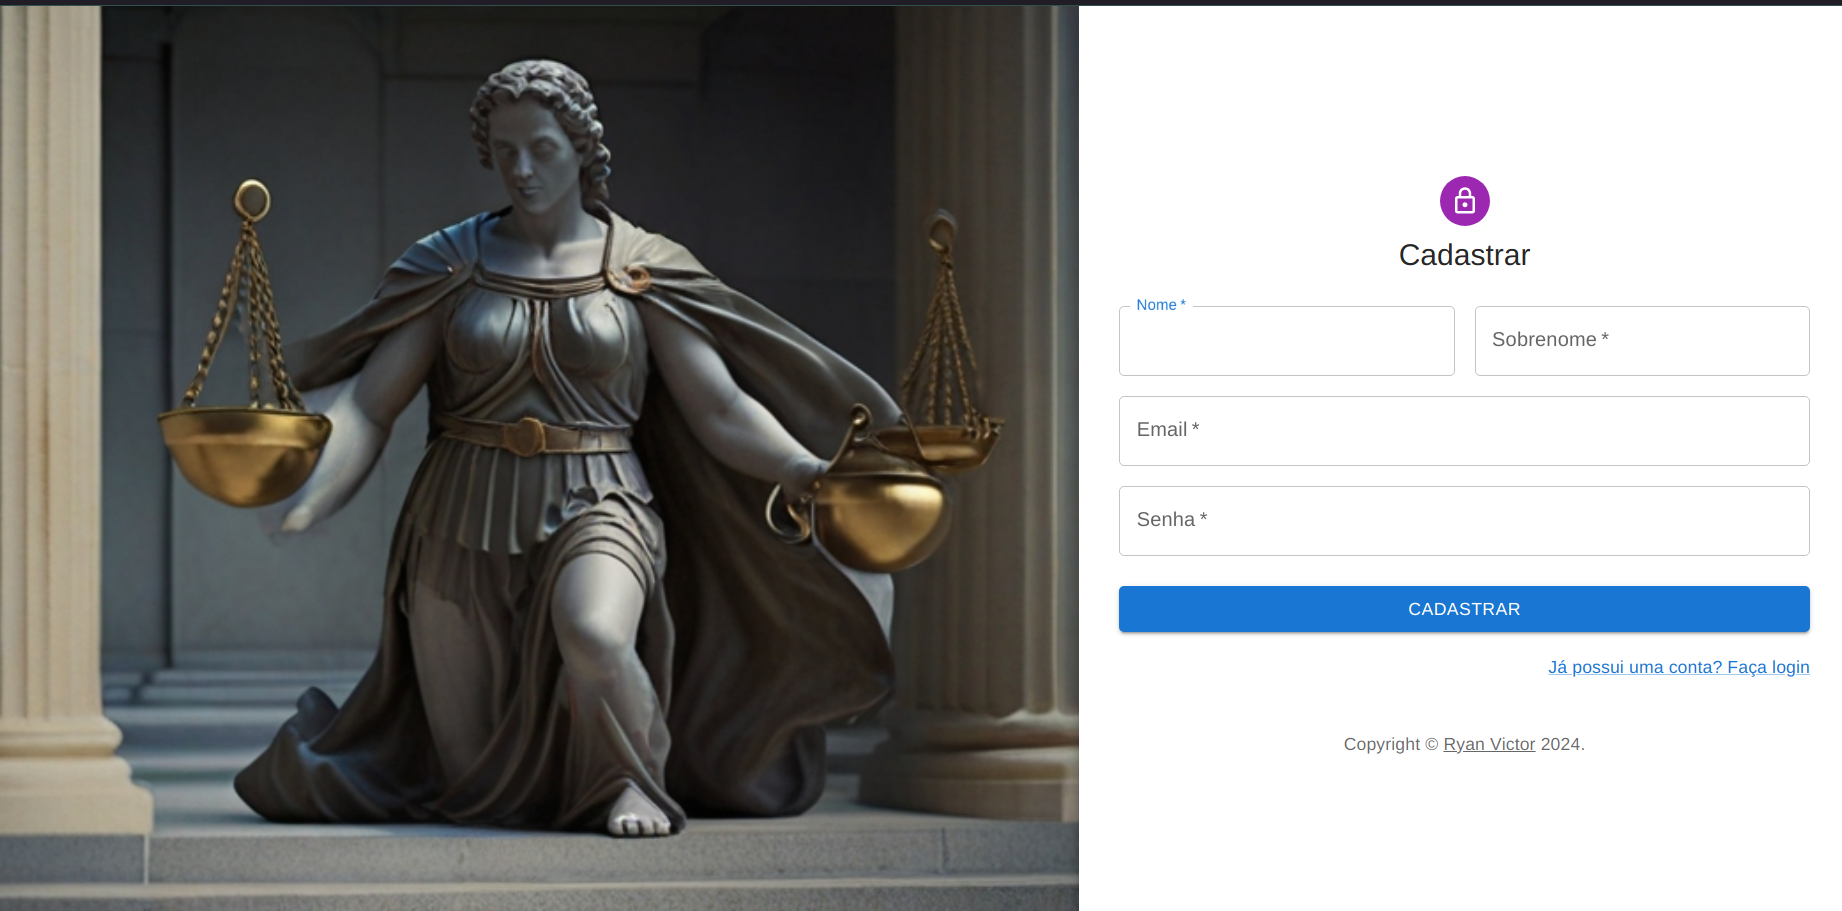 Cadastrar
Nome *
Sobrenome *
Email *
Senha *
CADASTRAR
Já possui uma conta? Faça login
Copyright © Ryan Victor 2024.